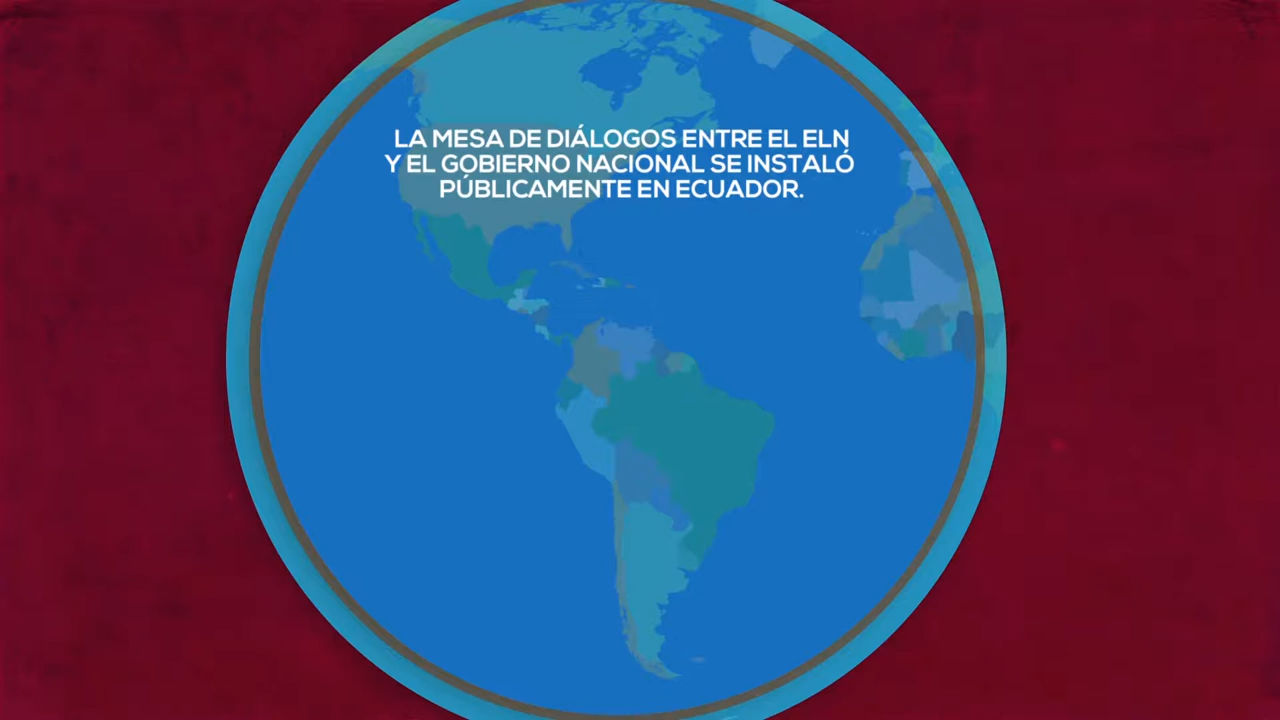 LA MESA DE DIÁLOGOS ENTRE EL ELN
Y EL GOBIERNO NACIONAL SE INSTALÓ
PÚBLICAMENTE EN ECUADOR.